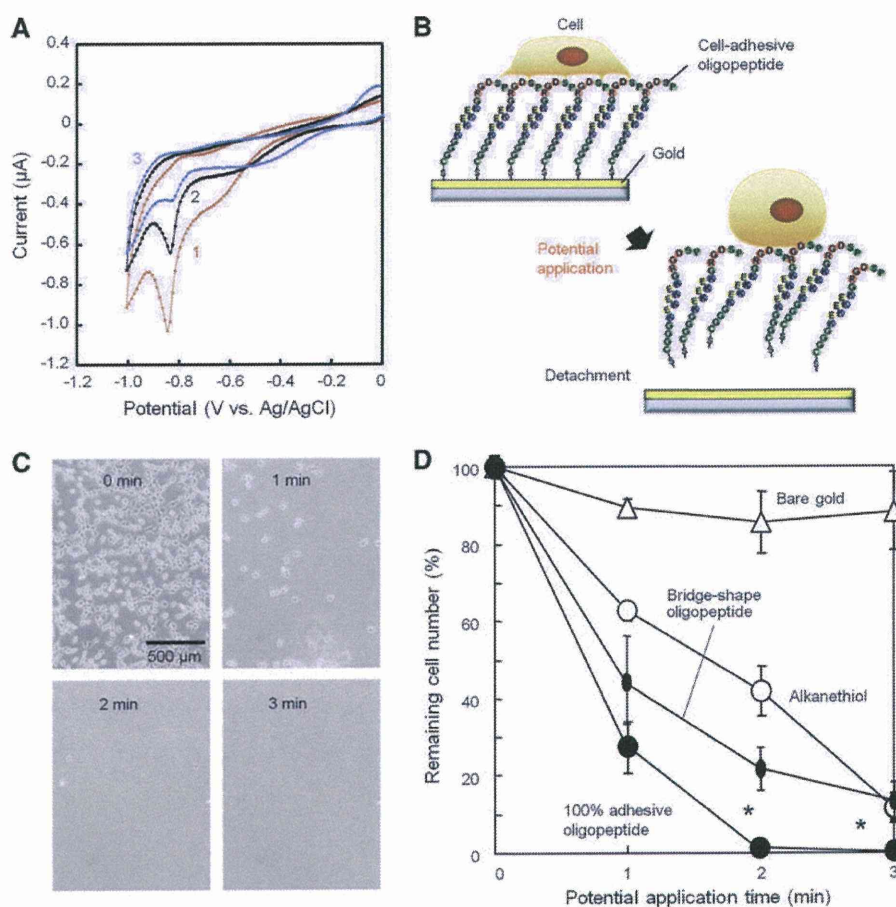 A
0.4
0.2
0
-0.2
-0.4
-0.6
-0.8
-1.0
-1.2
Current (μA)
3
2
1
-1.2
-1.0
-0.8
-0.6
-0.4
-0.2
0
Potential (V vs. Ag/AgCl)
B
Cell
Cell-adhesive
oligopeptide
Gold
Potential
application
Detachment
C
0 min
500 μm
1 min
2 min
3 min
D
100
80
60
40
20
0
Remaining cell number (%)
Bare gold
Bridge-shape
oligopeptide
Alkanethiol
100% adhesive
oligopeptide
*
*
0
1
2
3
Potential application time (min)